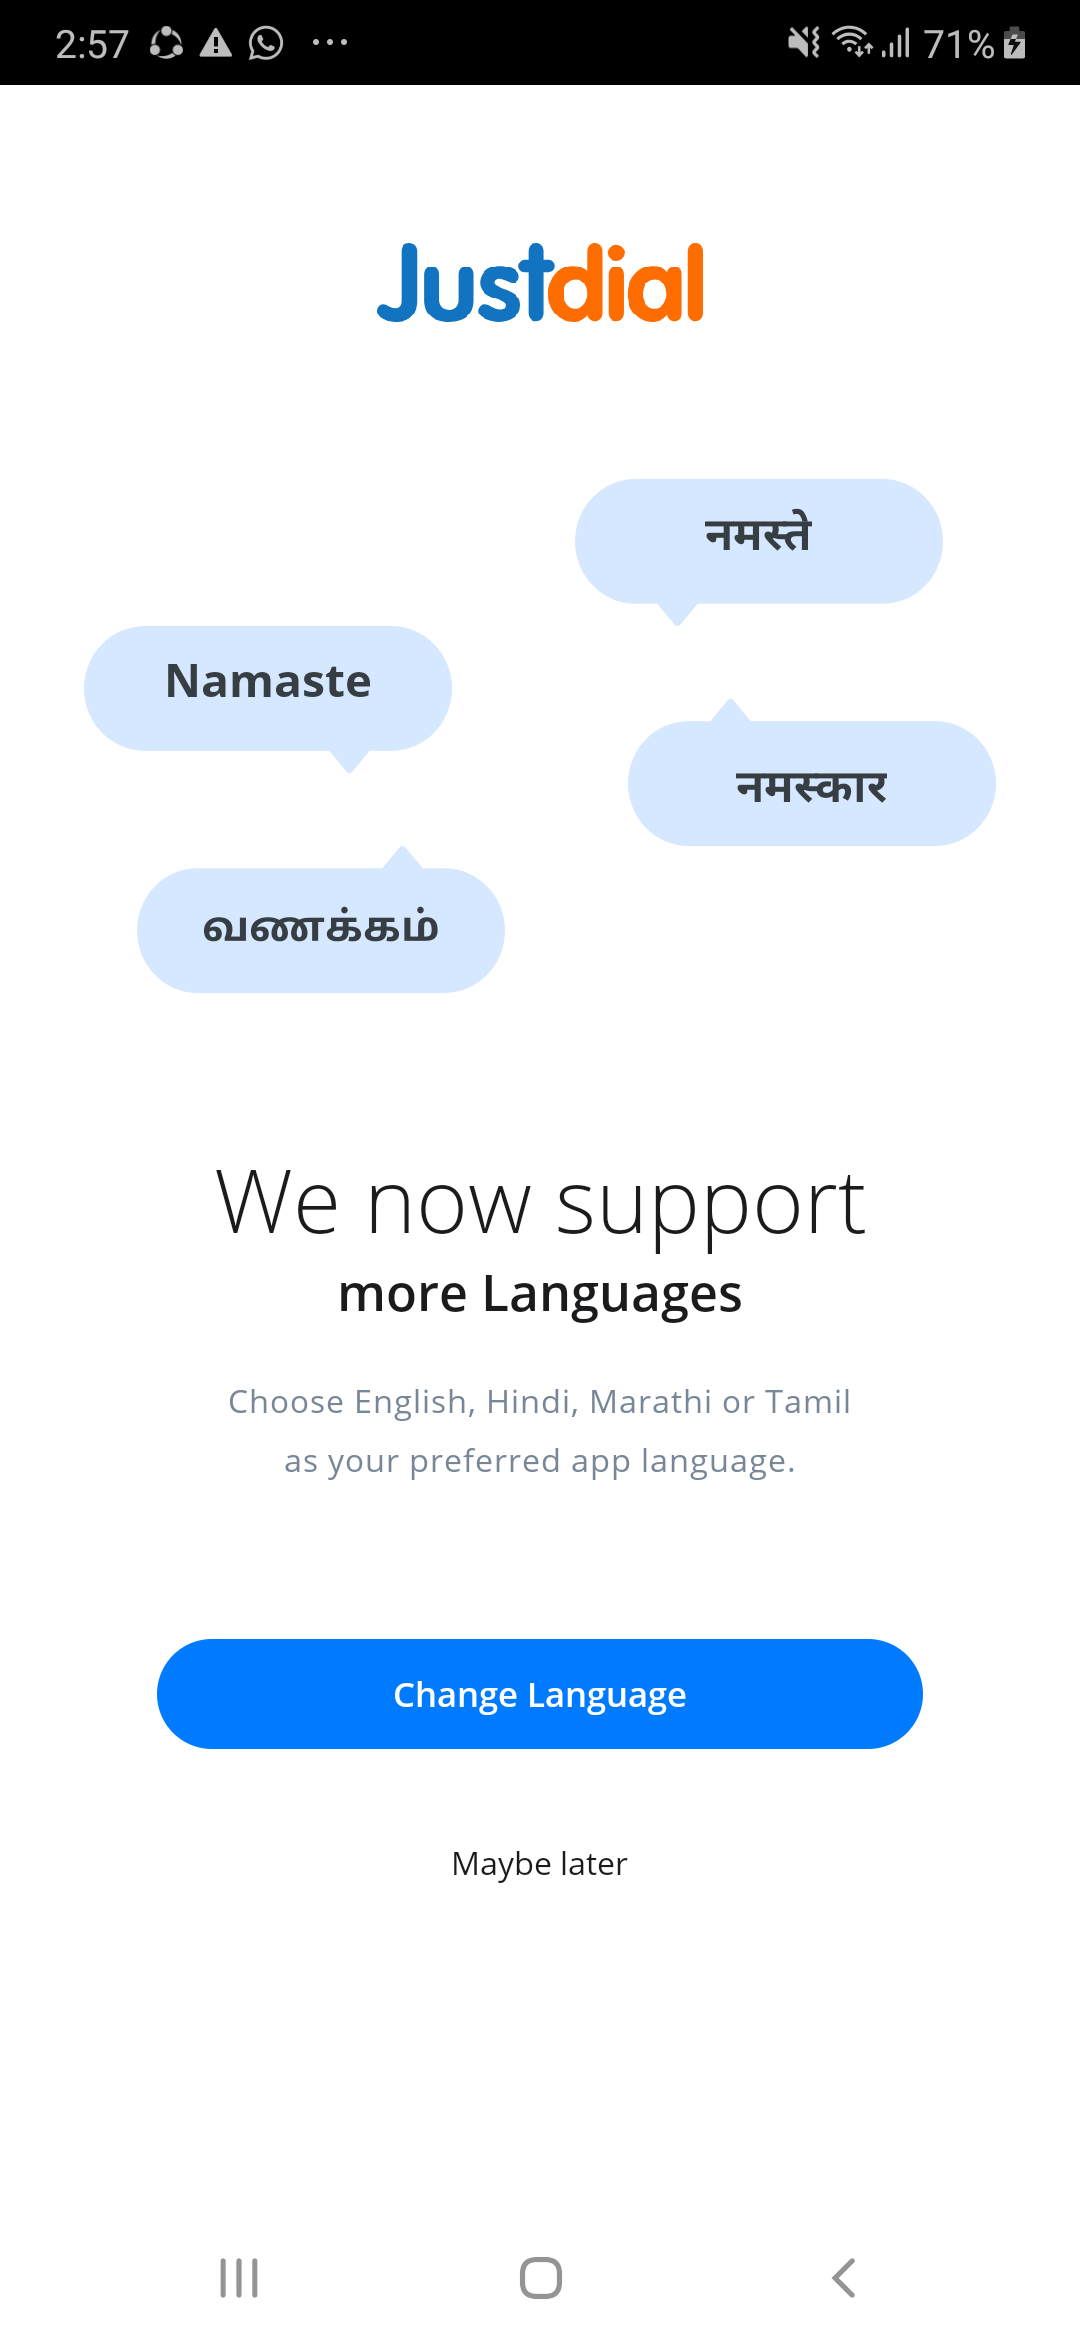 2:57
71%
Justdial
नमस्ते
Namaste
नमस्कार
வணக்கம்
We now support
more Languages
Choose English, Hindi, Marathi or Tamil
as your preferred app language.
Change Language
Maybe later